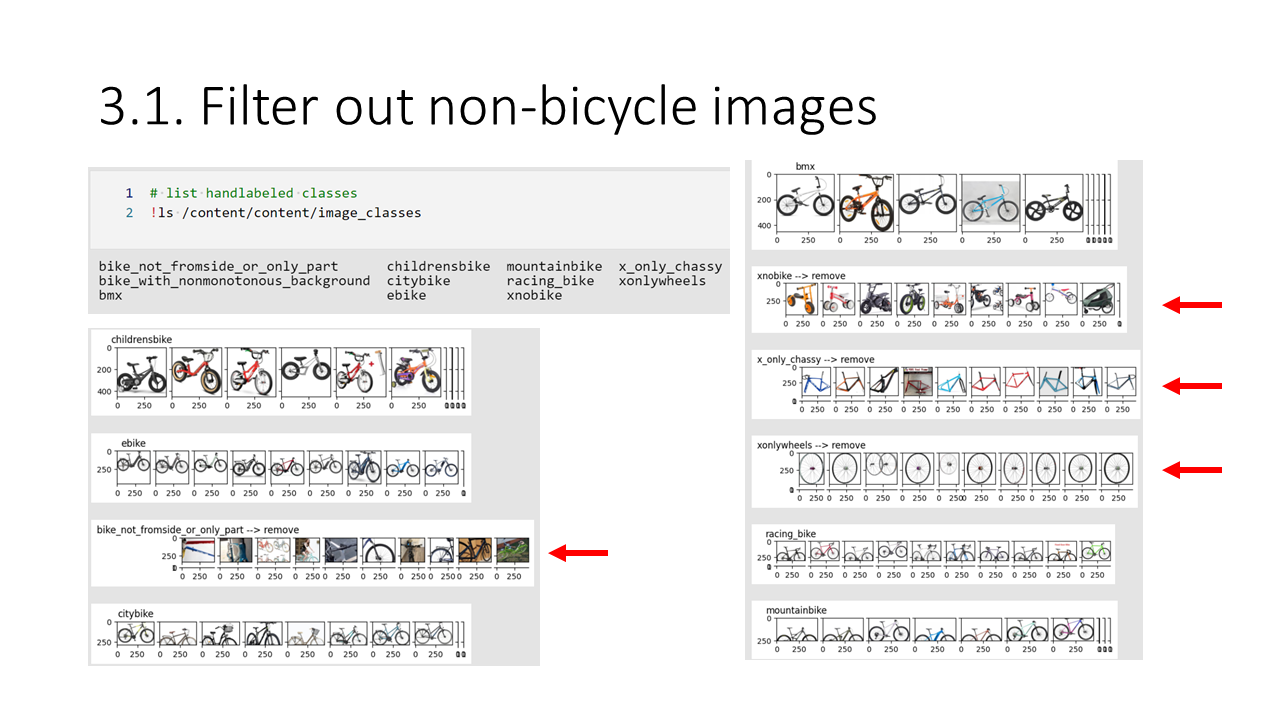 3.1. Filter out non-bicycle images
1 # list handlabeled classes
2 !ls /content/content/image_classes
bike_not_fromside_or_only_part childrensbike mountainbike x_only_chassy
bike_with_nonmonotonous_background citybike racing_bike xonlywheels
bmx ebike xnobike
childrensbike
0
200
400
0 250 0 250 0 250 0 250 0 250 0 250
ebike
0
250
0 250 0 250 0 250 0 250 0 250 0 250 0 250 0 250 0 250
bike_not_fromside_or_only_part --> remove
0
250
0 250 0 250 0 250 0 250 0 250 0 250 0 250 0 250 0 250 0 250
citybike
0
250
0 250 0 250 0 250 0 250 0 250 0 250 0 250 0 250
bmx
0
200
400
0 250 0 250 0 250 0 250 0 250
xnobike --> remove
0
250
0 250 0 250 0 250 0 250 0 250 0 250 0 250 0 250 0 250
x_only_chassy --> remove
0
250
0 250 0 250 0 250 0 250 0 250 0 250 0 250 0 250 0 250 0 250
xonlywheels --> remove
0
250
0 250 0 250 0 250 0 250 0 250 0 250 0 250 0 250 0 250 0 250
racing_bike
0
250
0 250 0 250 0 250 0 250 0 250 0 250 0 250 0 250 0 250 0 250
mountainbike
250
0 250 0 250 0 250 0 250 0 250 0 250 0 250